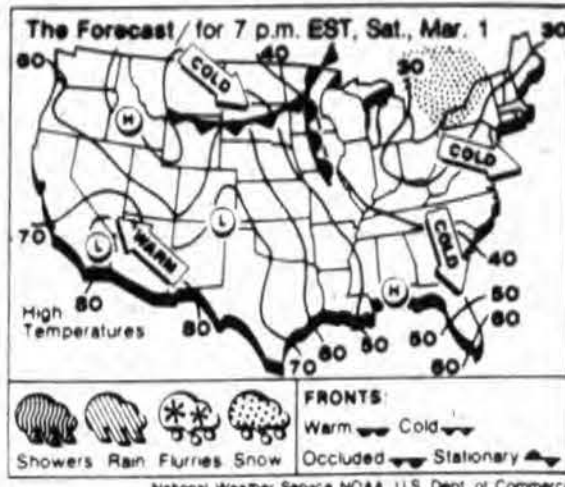 The Forecast / for 7 p.m. EST, Sat., Mar. 1
30
60
40
COLD
30
H
COLD
L
WARM
COLD
70
L
40
80
H
50
High
Temperatures
80
60
50
50
60
70
60
Showers Rain Flurries Snow
FRONTS:
Warm Cold
Occluded Stationary
National Weather Service NOAA U.S. Dept. of Commerce